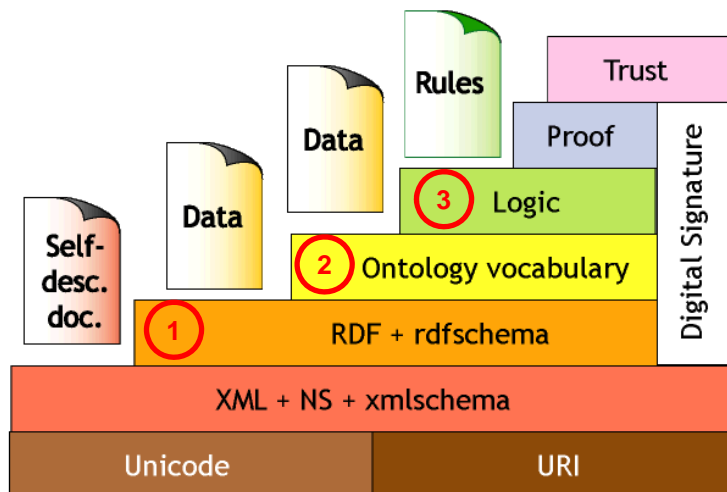 Trust
Rules
Proof
Data
3
Logic
Data
Digital Signature
2
Ontology vocabulary
Self-
desc.
doc.
1
RDF + rdfschema
XML + NS + xmlschema
Unicode
URI